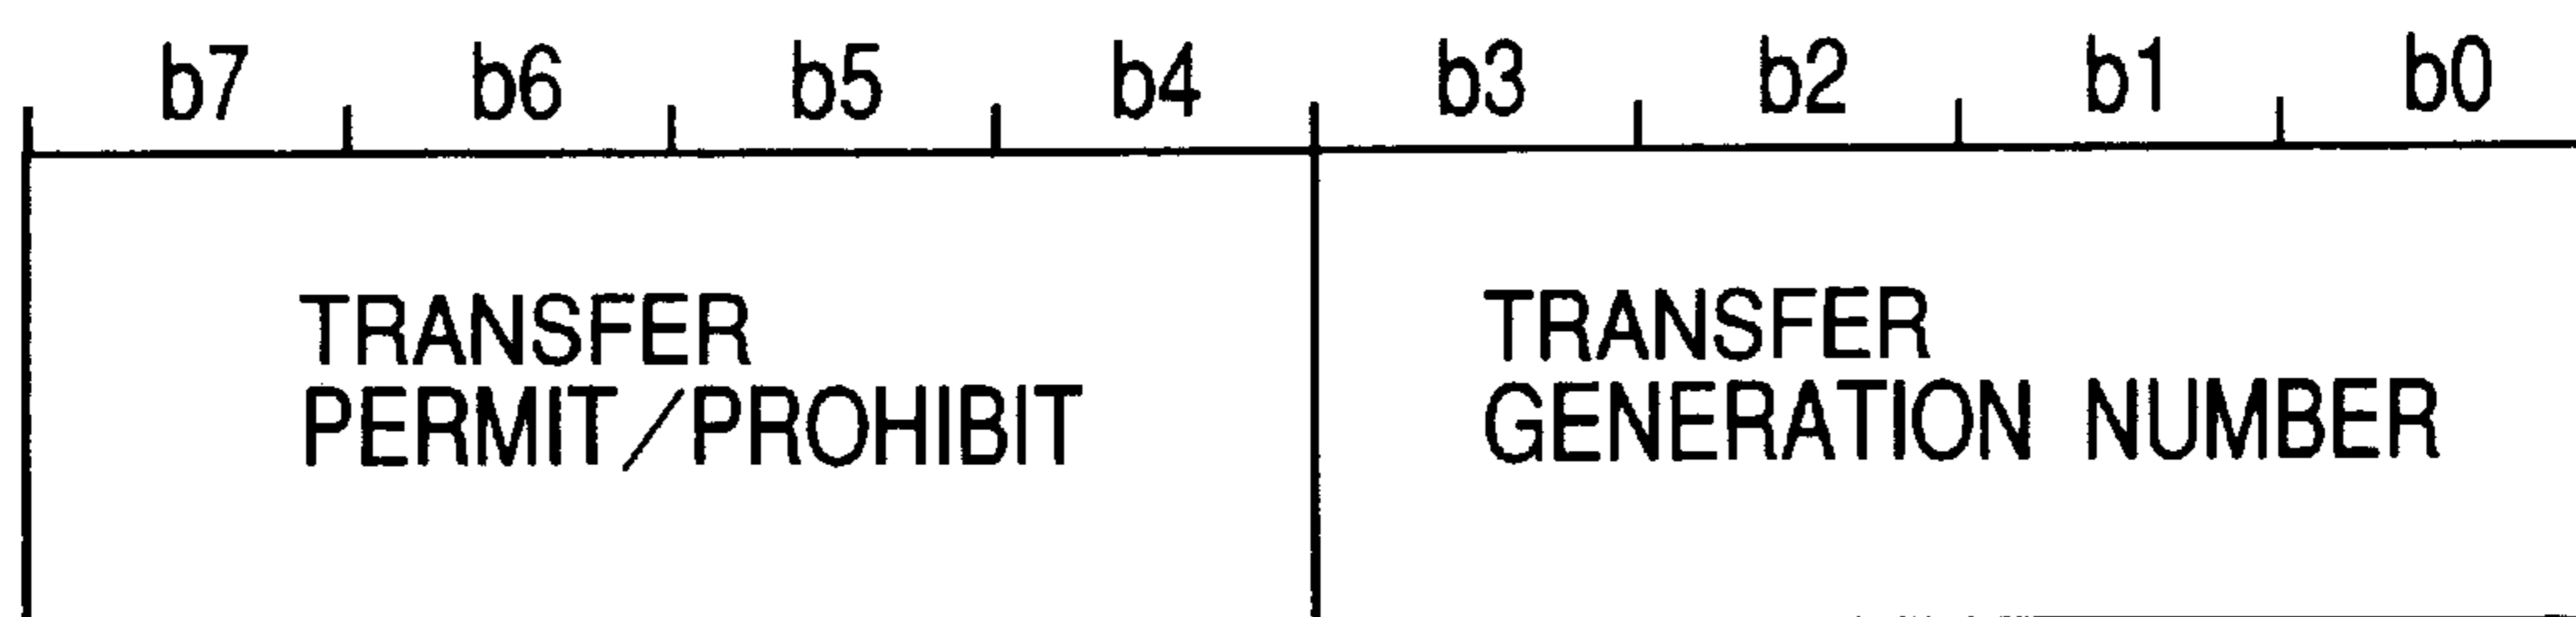 b7 b6 b5 b4 b3 b2 b1 b0
TRANSFER
PERMIT/PROHIBIT
TRANSFER
GENERATION NUMBER